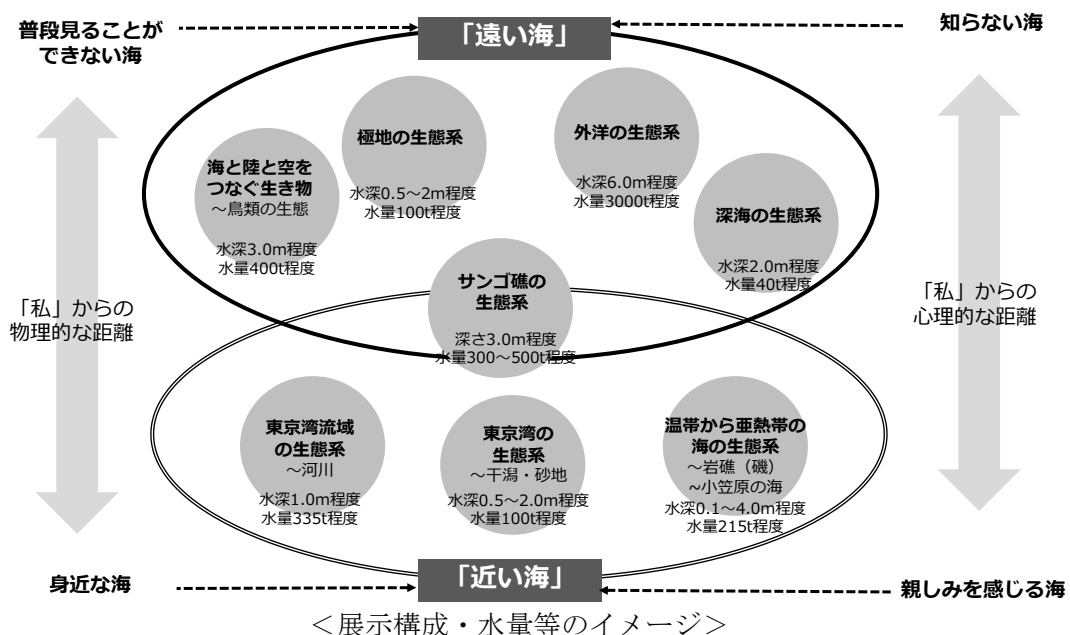 普段見ることが
できない海
「遠い海」
知らない海
極地の生態系
水深0.5～2m程度
水量100t程度
外洋の生態系
水深6.0m程度
水量3000t程度
海と陸と空を
つなぐ生き物
～鳥類の生態
水深3.0m程度
水量400t程度
深海の生態系
水深2.0m程度
水量40t程度
サンゴ礁の
生態系
深さ3.0m程度
水量300～500t程度
「私」からの
物理的な距離
「私」からの
心理的な距離
東京湾流域
の生態系
～河川
水深1.0m程度
水量335t程度
東京湾の
生態系
～干潟・砂地
水深0.5～2.0m程度
水量100t程度
温帯から亜熱帯の
海の生態系
～岩礁（磯）
~小笠原の海
水深0.1～4.0m程度
水量215t程度
身近な海
「近い海」
親しみを感じる海
＜展示構成・水量等のイメージ＞